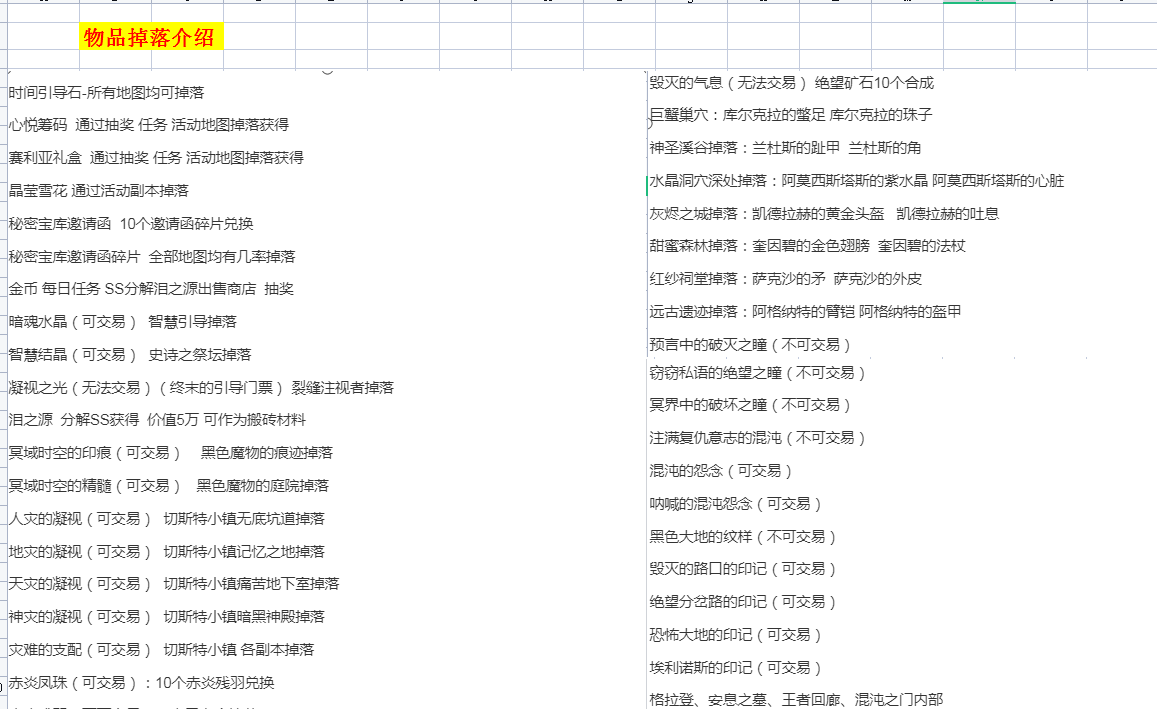 物品掉落介绍
时间引导石-所有地图均可掉落
心悦筹码 通过抽奖 任务 活动地图掉落获得
赛利亚礼盒 通过抽奖 任务 活动地图掉落获得
晶莹雪花 通过活动副本掉落
秘密宝库邀请函 10个邀请函碎片兑换
秘密宝库邀请函碎片 全部地图均有几率掉落
金币 每日任务 SS分解泪之源出售商店 抽奖
暗魂水晶（可交易） 智慧引导掉落
智慧结晶（可交易） 史诗之祭坛掉落
凝视之光（无法交易）（终末的引导门票） 裂缝注视者掉落
泪之源 分解SS获得 价值5万 可作为搬砖材料
冥域时空的印痕（可交易） 黑色魔物的痕迹掉落
冥域时空的精髓（可交易） 黑色魔物的庭院掉落
人灾的凝视（可交易） 切斯特小镇无底坑道掉落
地灾的凝视（可交易） 切斯特小镇记忆之地掉落
天灾的凝视（可交易） 切斯特小镇痛苦地下室掉落
神灾的凝视（可交易） 切斯特小镇暗黑神殿掉落
灾难的支配（可交易） 切斯特小镇 各副本掉落
赤炎凤珠（可交易）：10个赤炎残羽兑换
毁灭的气息（无法交易） 绝望矿石10个合成
巨蟹巢穴：库尔克拉的螯足 库尔克拉的珠子
神圣溪谷掉落：兰杜斯的趾甲 兰杜斯的角
水晶洞穴深处掉落：阿莫西斯塔斯的紫水晶 阿莫西斯塔斯的心脏
灰烬之城掉落：凯德拉赫的黄金头盔 凯德拉赫的吐息
甜蜜森林掉落：奎因碧的金色翅膀 奎因碧的法杖
红纱祠堂掉落：萨克沙的矛 萨克沙的外皮
远古遗迹掉落：阿格纳特的臂铠 阿格纳特的盔甲
预言中的破灭之瞳（不可交易）
窃窃私语的绝望之瞳（不可交易）
冥界中的破坏之瞳（不可交易）
注满复仇意志的混沌（不可交易）
混沌的怨念（可交易）
呐喊的混沌怨念（可交易）
黑色大地的纹样（不可交易）
毁灭的路口的印记（可交易）
绝望分岔路的印记（可交易）
恐怖大地的印记（可交易）
埃利诺斯的印记（可交易）
格拉登、安息之墓、王者回廊、混沌之门内部